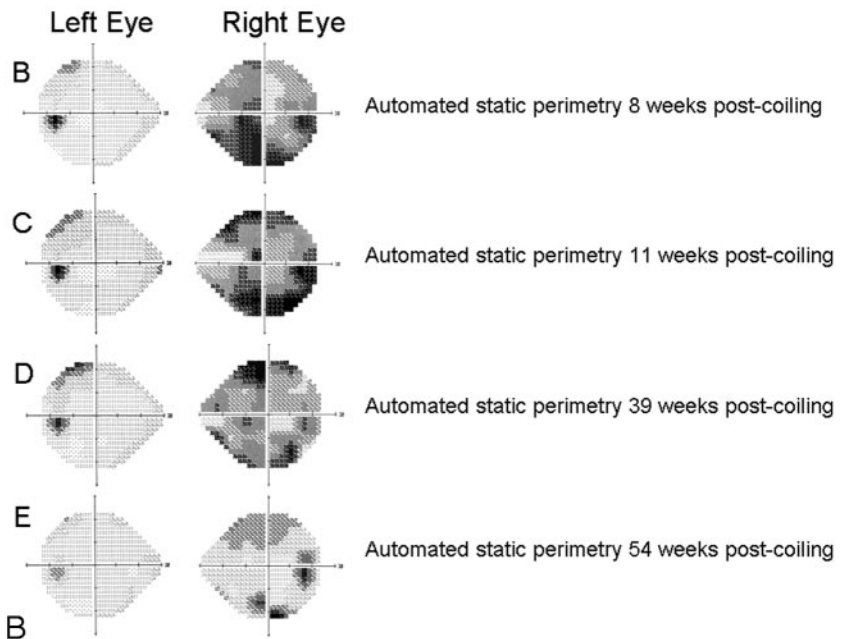 Left Eye Right Eye
B Automated static perimetry 8 weeks post-coiling
C Automated static perimetry 11 weeks post-coiling
D Automated static perimetry 39 weeks post-coiling
E Automated static perimetry 54 weeks post-coiling
B